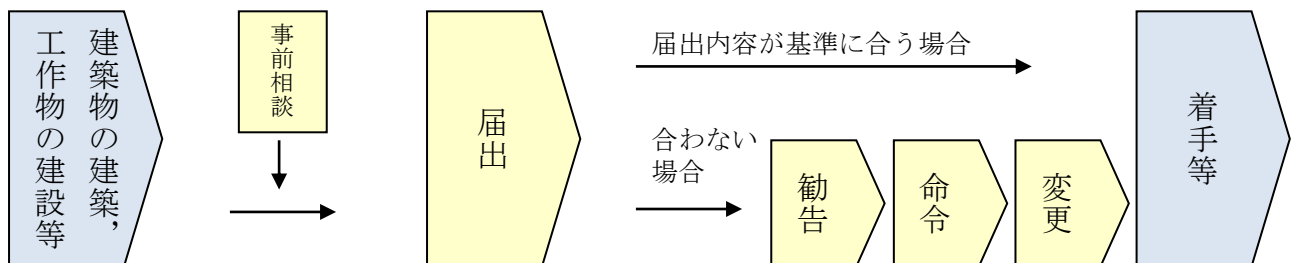 建築物の建築，
工作物の建設等
事前相談
届出
届出内容が基準に合う場合
合わない
場合
勧告
命令
変更
着手等